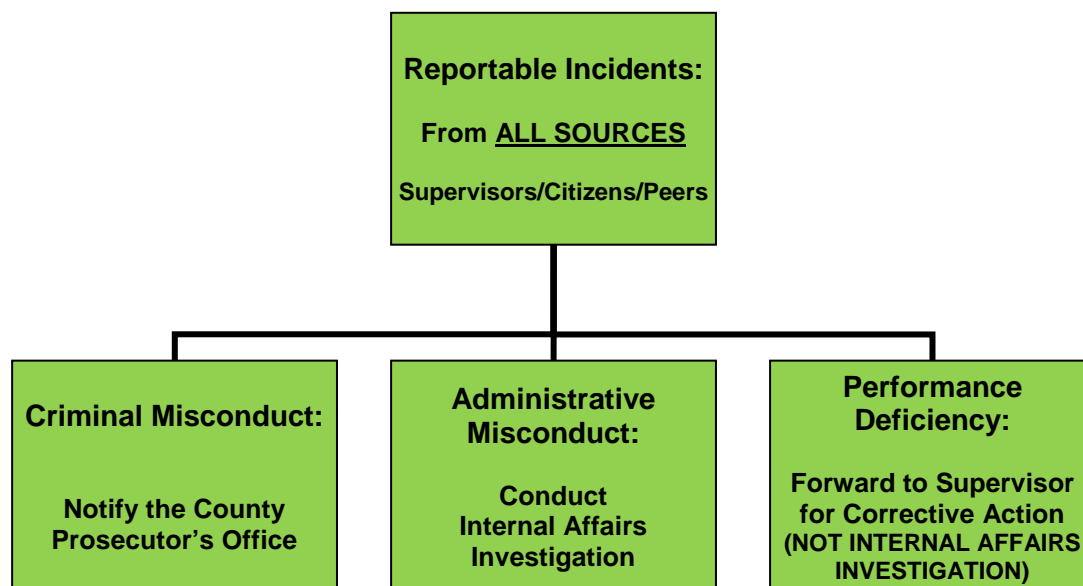 Reportable Incidents:
From ALL SOURCES
Supervisors/Citizens/Peers
Criminal Misconduct:
Notify the County
Prosecutor’s Office
Administrative
Misconduct:
Conduct
Internal Affairs
Investigation
Performance
Deficiency:
Forward to Supervisor
for Corrective Action
(NOT INTERNAL AFFAIRS
INVESTIGATION)